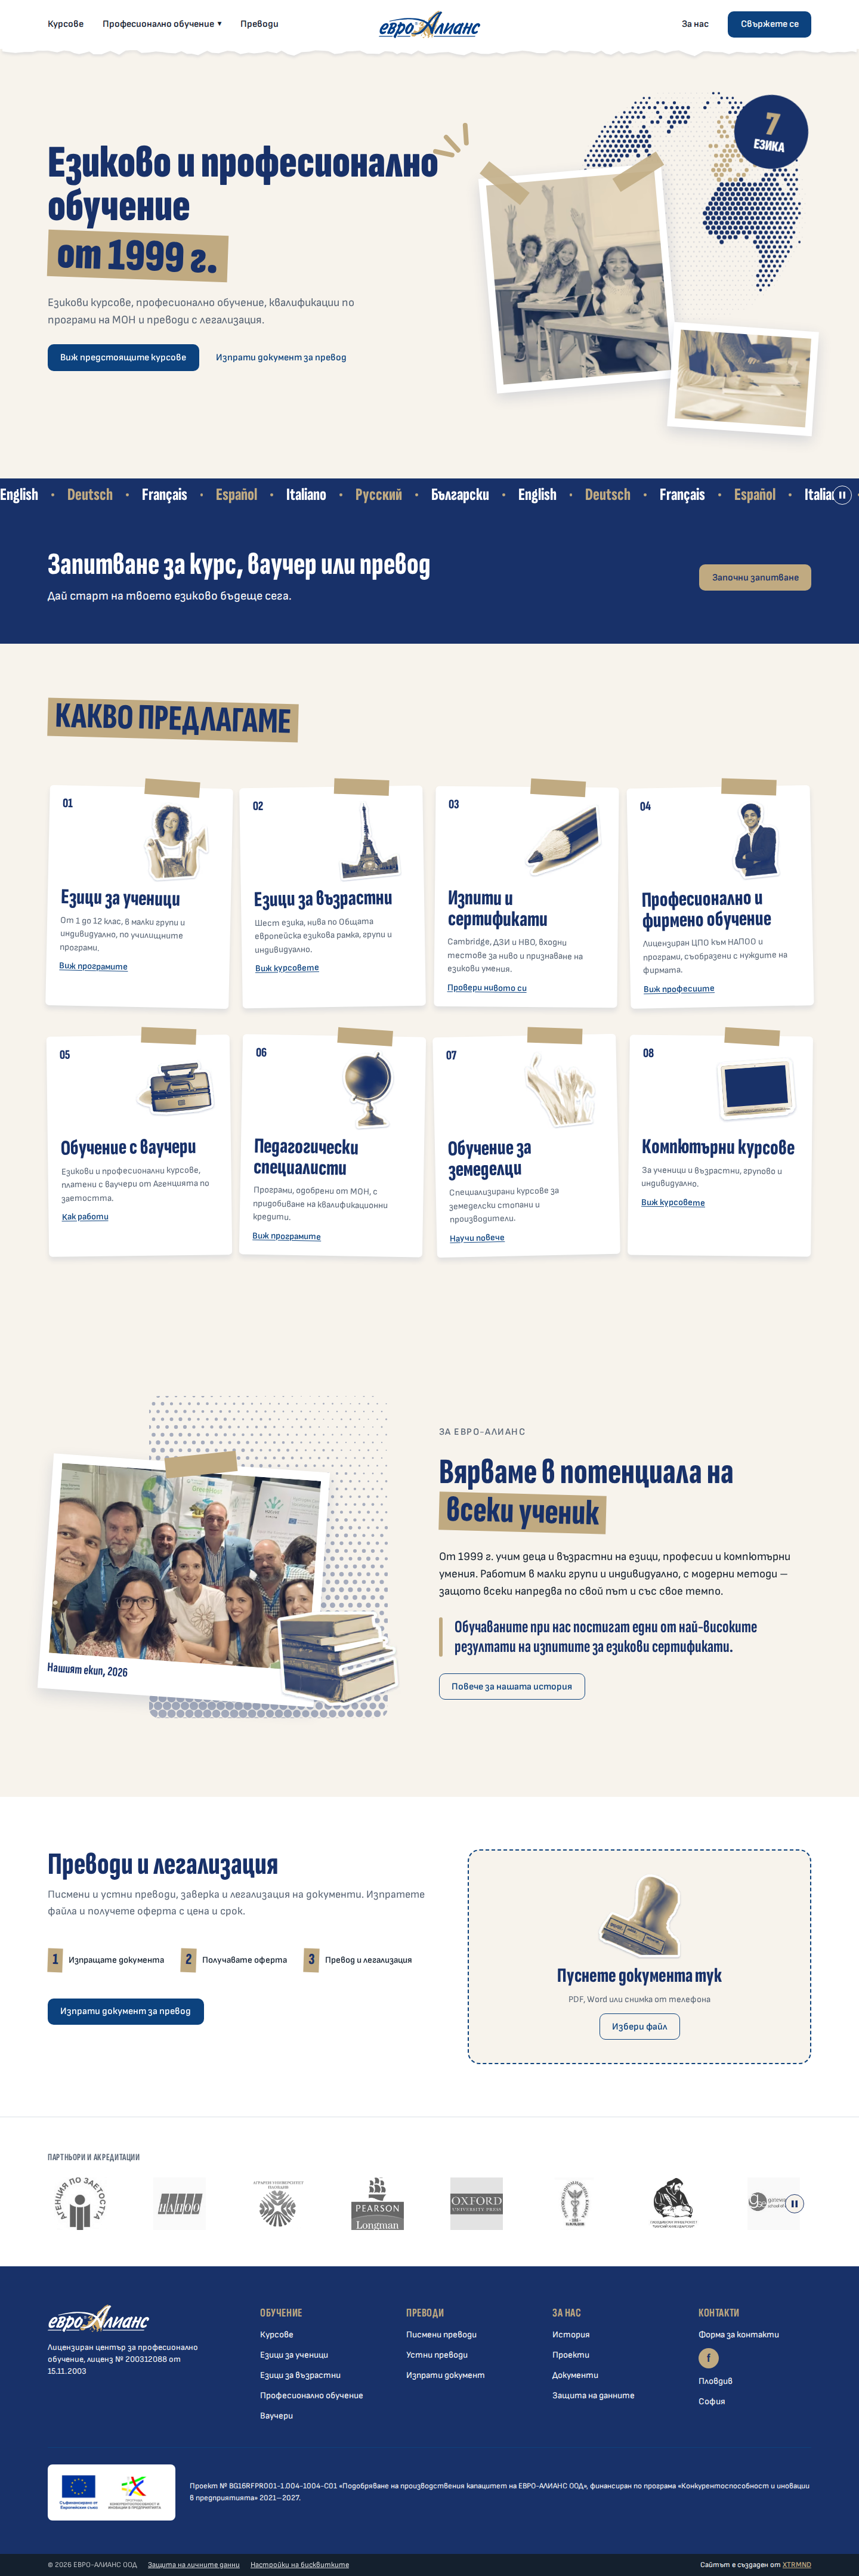 Курсове
Професионално обучение ▾
Преводи
евроАлианс
За нас
Свържете се
Езиково и професионално
обучение
от 1999 г.
7
ЕЗИКА
Езикови курсове, професионално обучение, квалификации по
програми на МОН и преводи с легализация.
Виж предстоящите курсове
Изпрати документ за превод
English • Deutsch • Français • Español • Italiano • Русский • Български • English • Deutsch • Français • Español •
Запитване за курс, ваучер или превод
Дай старт на твоето езиково бъдеще сега.
Започни запитване
КАКВО ПРЕДЛАГАМЕ
01
Езици за ученици
От 1 до 12 клас, в малки групи и
индивидуално, по училищните
програми.
Виж програмите
02
Езици за възрастни
Шест езика, нива по Общата
европейска езикова рамка, групи и
индивидуално.
Виж курсовете
03
Изпити и
сертификати
Cambridge, ДЗИ и НВО, входни
тестове за ниво и признаване на
езикови умения.
Провери нивото си
04
Професионално и
фирмено обучение
Лицензиран ЦПО към НАПОО и
програми, съобразени с нуждите на
фирмата.
Виж професиите
05
Обучение с ваучери
Езикови и професионални курсове,
платени с ваучери от Агенцията по
заетостта.
Как работи
06
Педагогически
специалисти
Програми, одобрени от МОН, с
придобиване на квалификационни
кредити.
Виж програмите
07
Обучение за
земеделци
Специализирани курсове за
земеделски стопани и
производители.
Научи повече
08
Компютърни курсове
За ученици и възрастни, групово и
индивидуално.
Виж курсовете
Нашият екип, 2026
ЗА ЕВРО-АЛИАНС
Вярваме в потенциала на
всеки ученик
От 1999 г. учим деца и възрастни на езици, професии и компютърни
умения. Работим в малки групи и индивидуално, с модерни методи –
защото всеки напредва по свой път и със свое темпо.
Обучаваните при нас постигат едни от най-високите
резултати на изпитите за езикови сертификати.
Повече за нашата история
Преводи и легализация
Писмени и устни преводи, заверка и легализация на документи. Изпратете
файла и получете оферта с цена и срок.
1 Изпращате документа
2 Получавате оферта
3 Превод и легализация
Изпрати документ за превод
Пуснете документа тук
PDF, Word или снимка от телефона
Избери файл
ПАРТНЬОРИ И АКРЕДИТАЦИИ
АГЕНЦИЯ ПО ЗАЕТОСТТА
НАПОО
АГРАРЕН УНИВЕРСИТЕТ
ПЛОВДИВ
PEARSON
Longman
OXFORD
UNIVERSITY PRESS
евроАлианс
Лицензиран център за професионално
обучение, лиценз № 200312088 от
15.11.2003
ОБУЧЕНИЕ
Курсове
Езици за ученици
Езици за възрастни
Професионално обучение
Ваучери
ПРЕВОДИ
Писмени преводи
Устни преводи
Изпрати документ
ЗА НАС
История
Проекти
Документи
Защита на данните
КОНТАКТИ
Форма за контакти
f
Пловдив
София
Съфинансирано от
Европейския съюз
Проект № BG16RFPR001-1.004-1004-C01 «Подобряване на производствения капацитет на ЕВРО-АЛИАНС ООД», финансиран по програма «Конкурентоспособност и иновации
в предприятията» 2021–2027.
© 2026 ЕВРО-АЛИАНС ООД
Защита на личните данни
Настройки на бисквитките
Сайтът е създаден от XTRMND